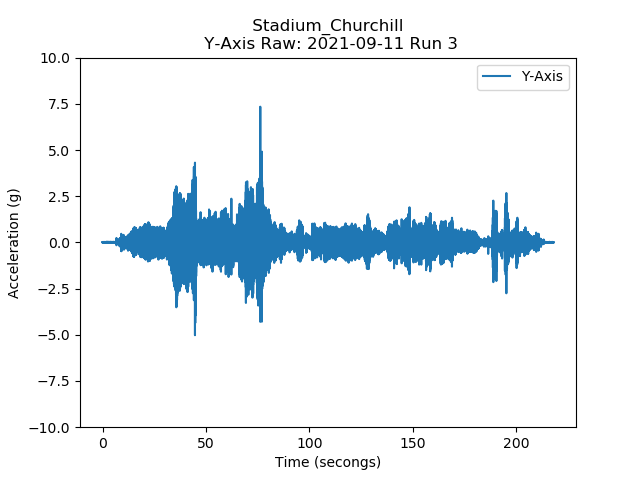 Stadium_Churchill
Y-Axis Raw: 2021-09-11 Run 3
Y-Axis
10.0
7.5
5.0
2.5
0.0
−2.5
−5.0
−7.5
−10.0
Acceleration (g)
0 50 100 150 200
Time (secongs)